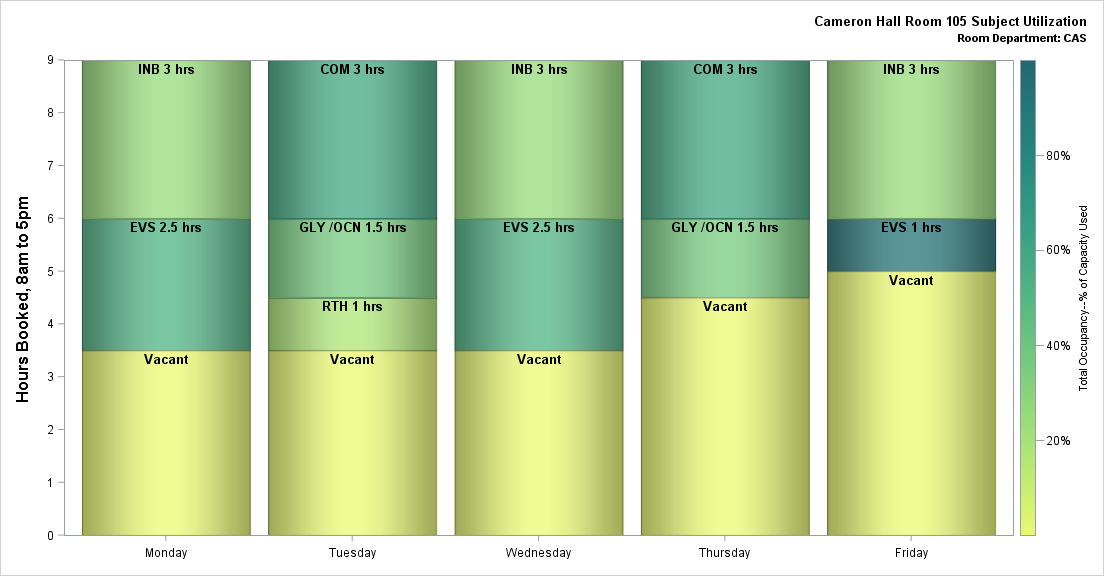 Cameron Hall Room 105 Subject Utilization
Room Department: CAS
Hours Booked, 8am to 5pm
9
8
7
6
5
4
3
2
1
0
INB 3 hrs
EVS 2.5 hrs
Vacant
Monday
COM 3 hrs
GLY /OCN 1.5 hrs
RTH 1 hrs
Vacant
Tuesday
INB 3 hrs
EVS 2.5 hrs
Vacant
Wednesday
COM 3 hrs
GLY /OCN 1.5 hrs
Vacant
Thursday
INB 3 hrs
EVS 1 hrs
Vacant
Friday
80%
60%
40%
20%
Total Occupancy--% of Capacity Used